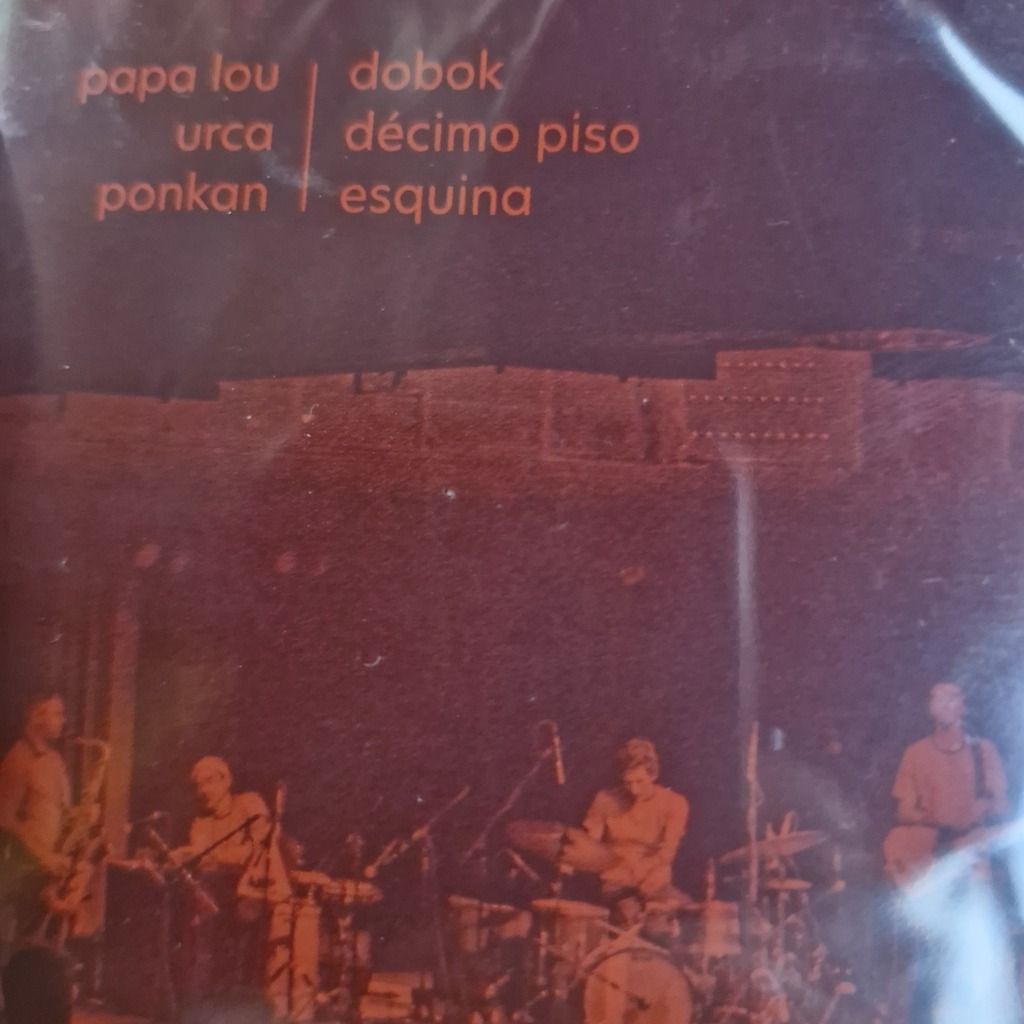 papa lou | dobok
urca | décimo piso
ponkan | esquina